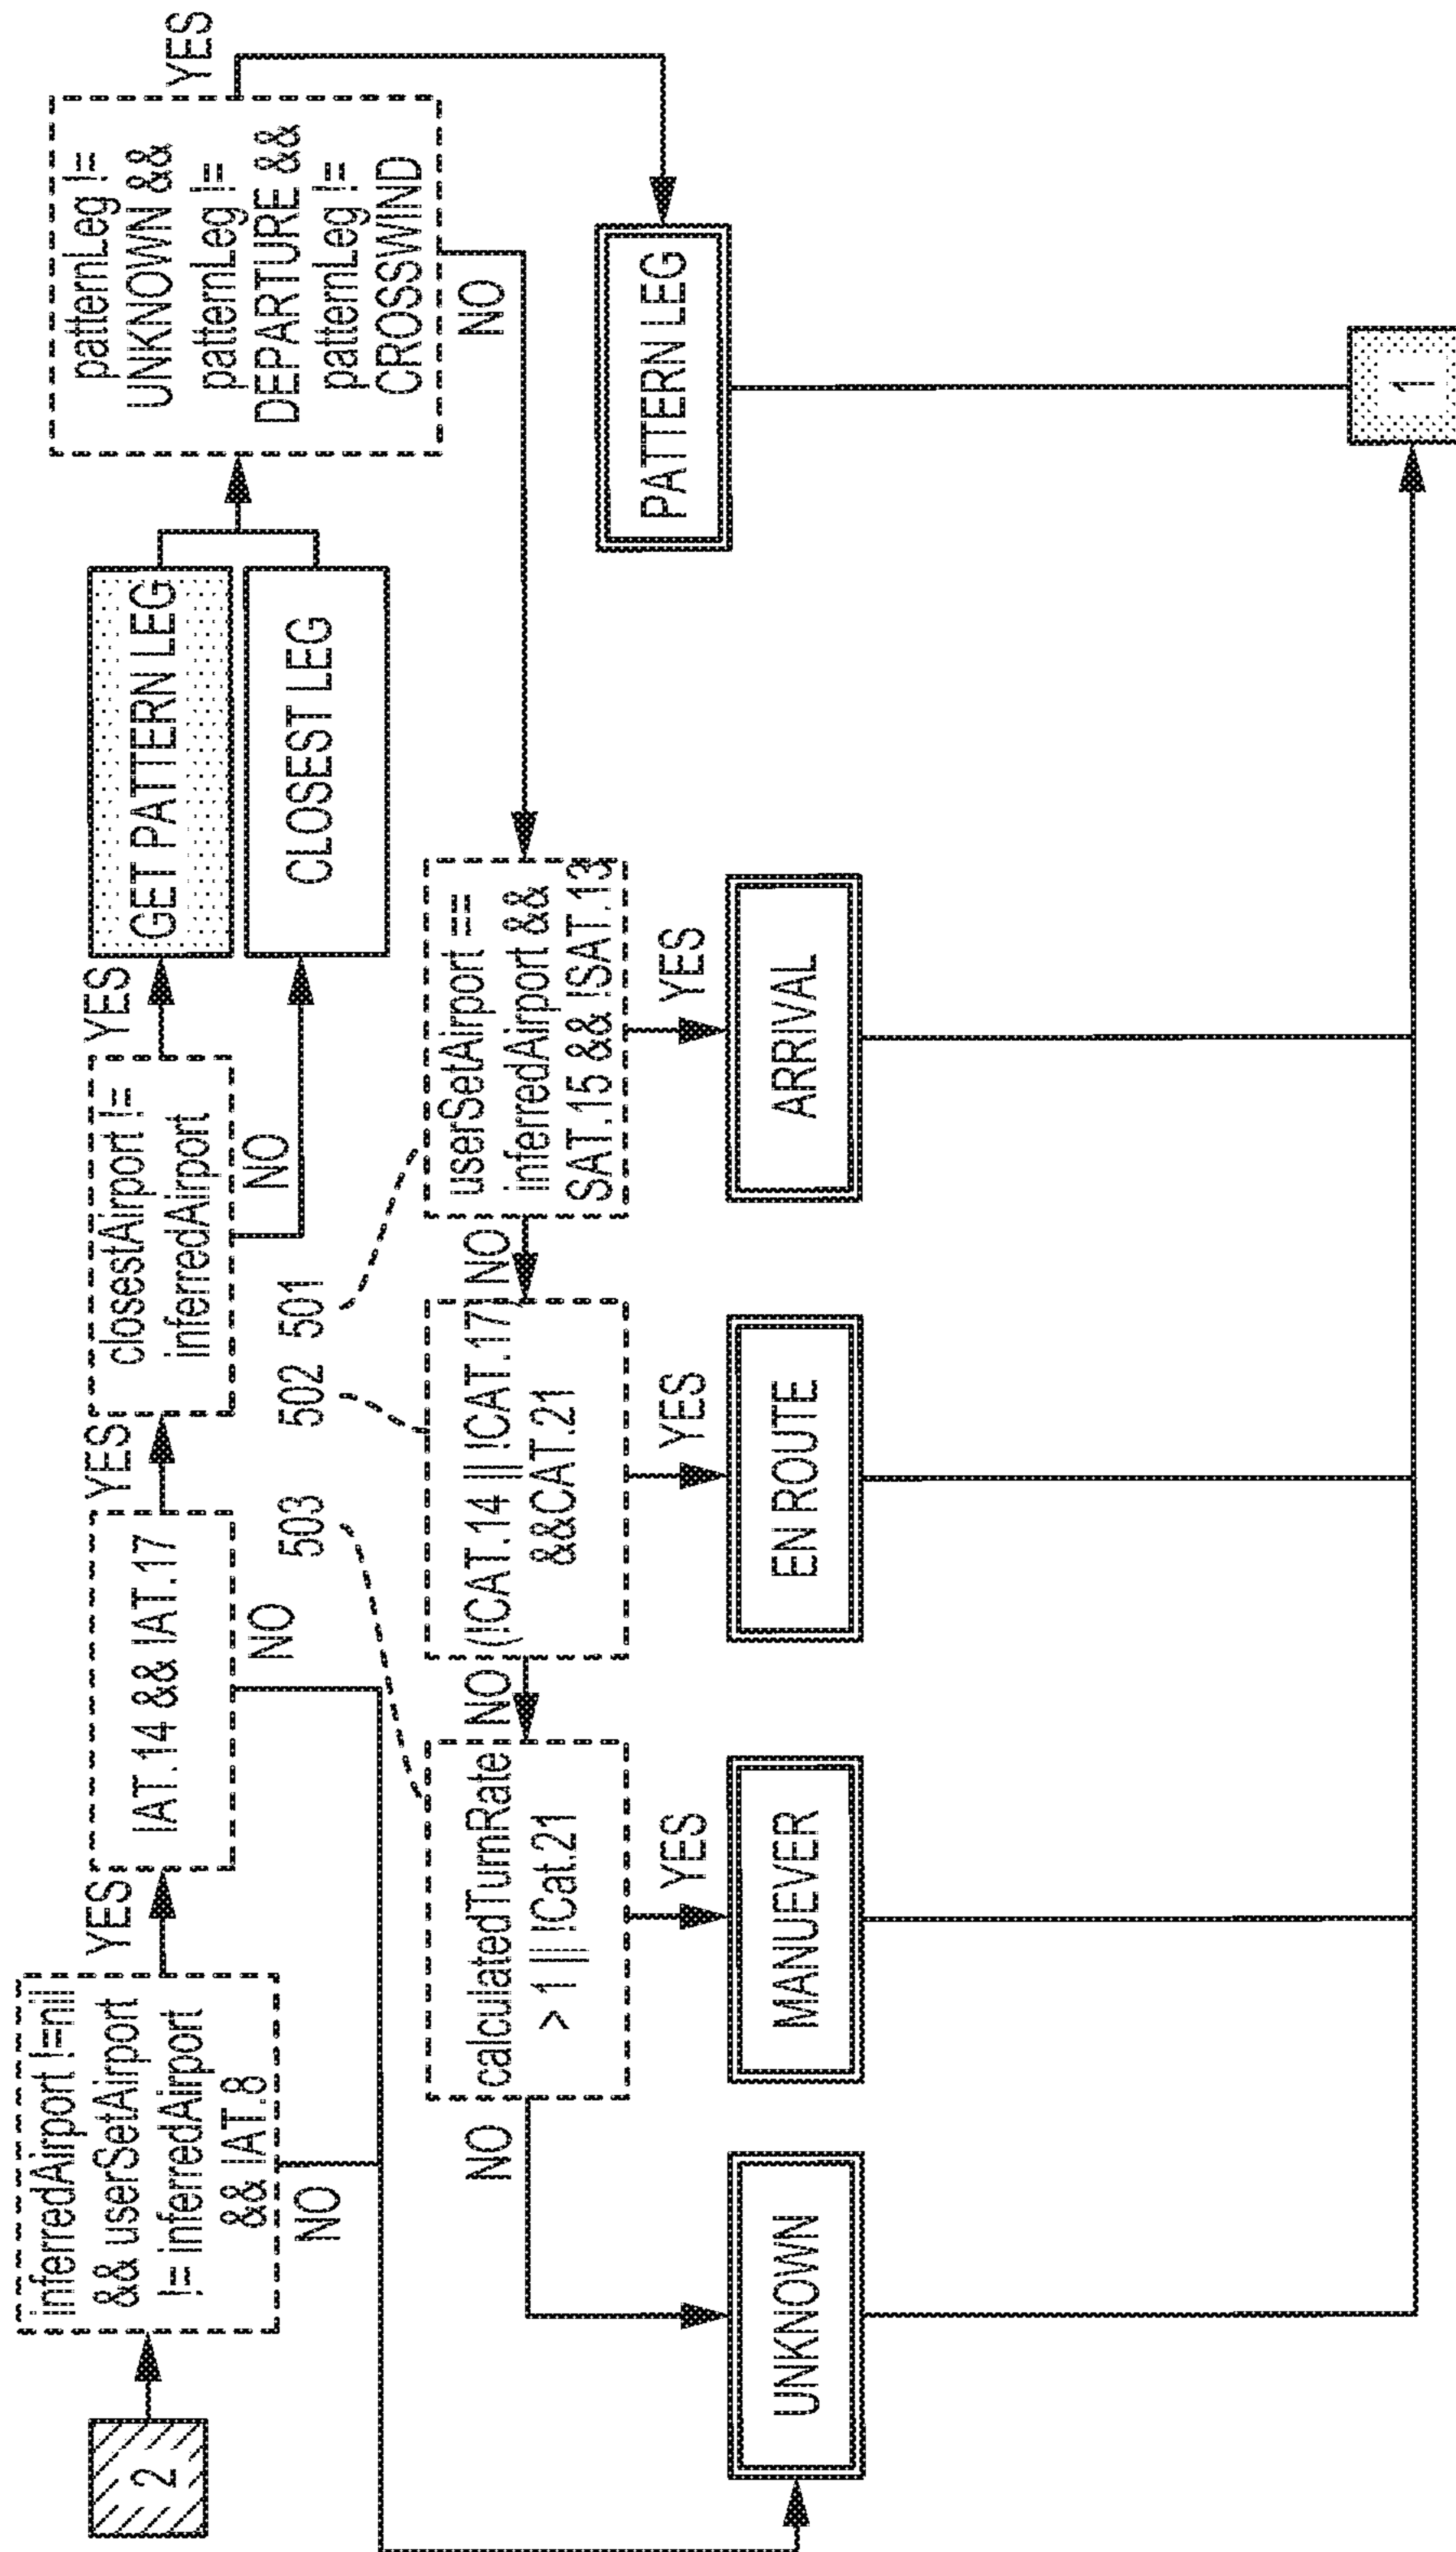 2
inferredAirport !=nil
&& userSetAirport
!= inferredAirport
&& IAT.8
YES
NO
IAT.14 && IAT.17
YES
NO
closestAirport !=
inferredAirport
YES
NO
GET PATTERN LEG
CLOSEST LEG
patternLeg !=
UNKNOWN &&
patternLeg !=
DEPARTURE &&
patternLeg !=
CROSSWIND
YES
NO
503
502
501
calculatedTurnRate
> 1 || !Cat.21
NO
YES
NO
(!CAT.14 || !CAT.17)
&&CAT.21
YES
NO
userSetAirport ==
inferredAirport &&
SAT.15 && !SAT.13
YES
UNKNOWN
MANUEVER
EN ROUTE
ARRIVAL
PATTERN LEG
1